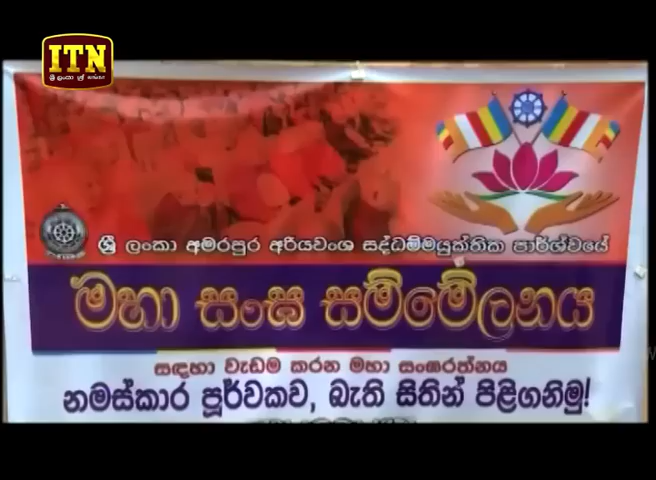 ITN
ශ්‍රී ලංකා අමරපුර අරියවංශ සද්ධම්මයුක්තික පාර්ශ්වයේ
මහා සංඝ සම්මේලනය
සඳහා වැඩම කරන මහා සංඝරත්නය
නමස්කාර පූර්වකව, බැති සිතින් පිළිගනිමු!